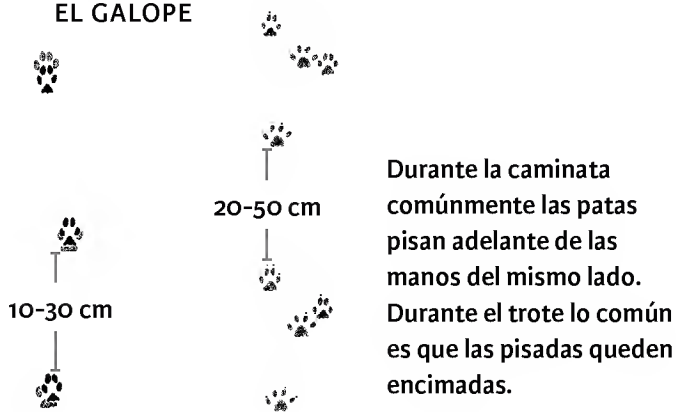 EL GALOPE
20-50 cm
10-30 cm
Durante la caminata
comúnmente las patas
pisan adelante de las
manos del mismo lado.
Durante el trote lo común
es que las pisadas queden
encimadas.